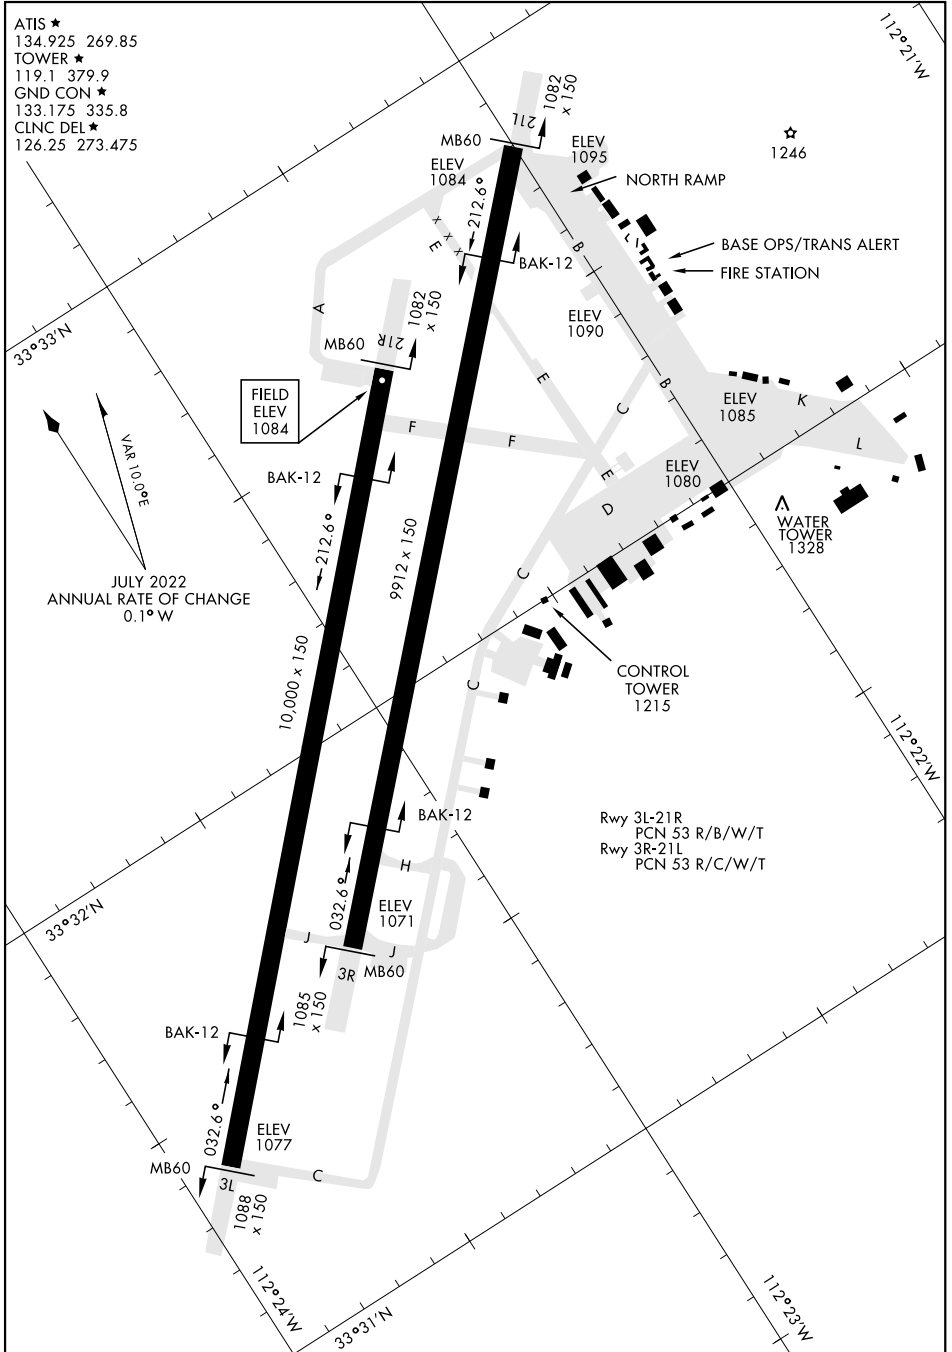 ATIS ★
134.925 269.85
TOWER ★
119.1 379.9
GND CON ★
133.175 335.8
CLNC DEL ★
126.25 273.475
112°21'W
1082
x 150
21L
MB60
ELEV
1095
1246
ELEV
1084
NORTH RAMP
212.6°
E
x x x x
B
BASE OPS/TRANS ALERT
BAK-12
FIRE STATION
A
1082
x 150
ELEV
1090
33°33'N
21R
MB60
E
C
B
FIELD
ELEV
1084
ELEV
1085
K
F
F
L
BAK-12
ELEV
1080
E
VAR 10.0°E
D
WATER
TOWER
1328
212.6°
9912 x 150
JULY 2022
ANNUAL RATE OF CHANGE
0.1° W
C
10,000 x 150
CONTROL
TOWER
1215
C
112°22'W
BAK-12
Rwy 3L-21R
PCN 53 R/B/W/T
Rwy 3R-21L
PCN 53 R/C/W/T
H
032.6°
ELEV
1071
33°32'N
J
J
3R
MB60
1085
x 150
BAK-12
032.6°
ELEV
1077
MB60
3L
C
1088
x 150
112°24'W
33°31'N
112°23'W